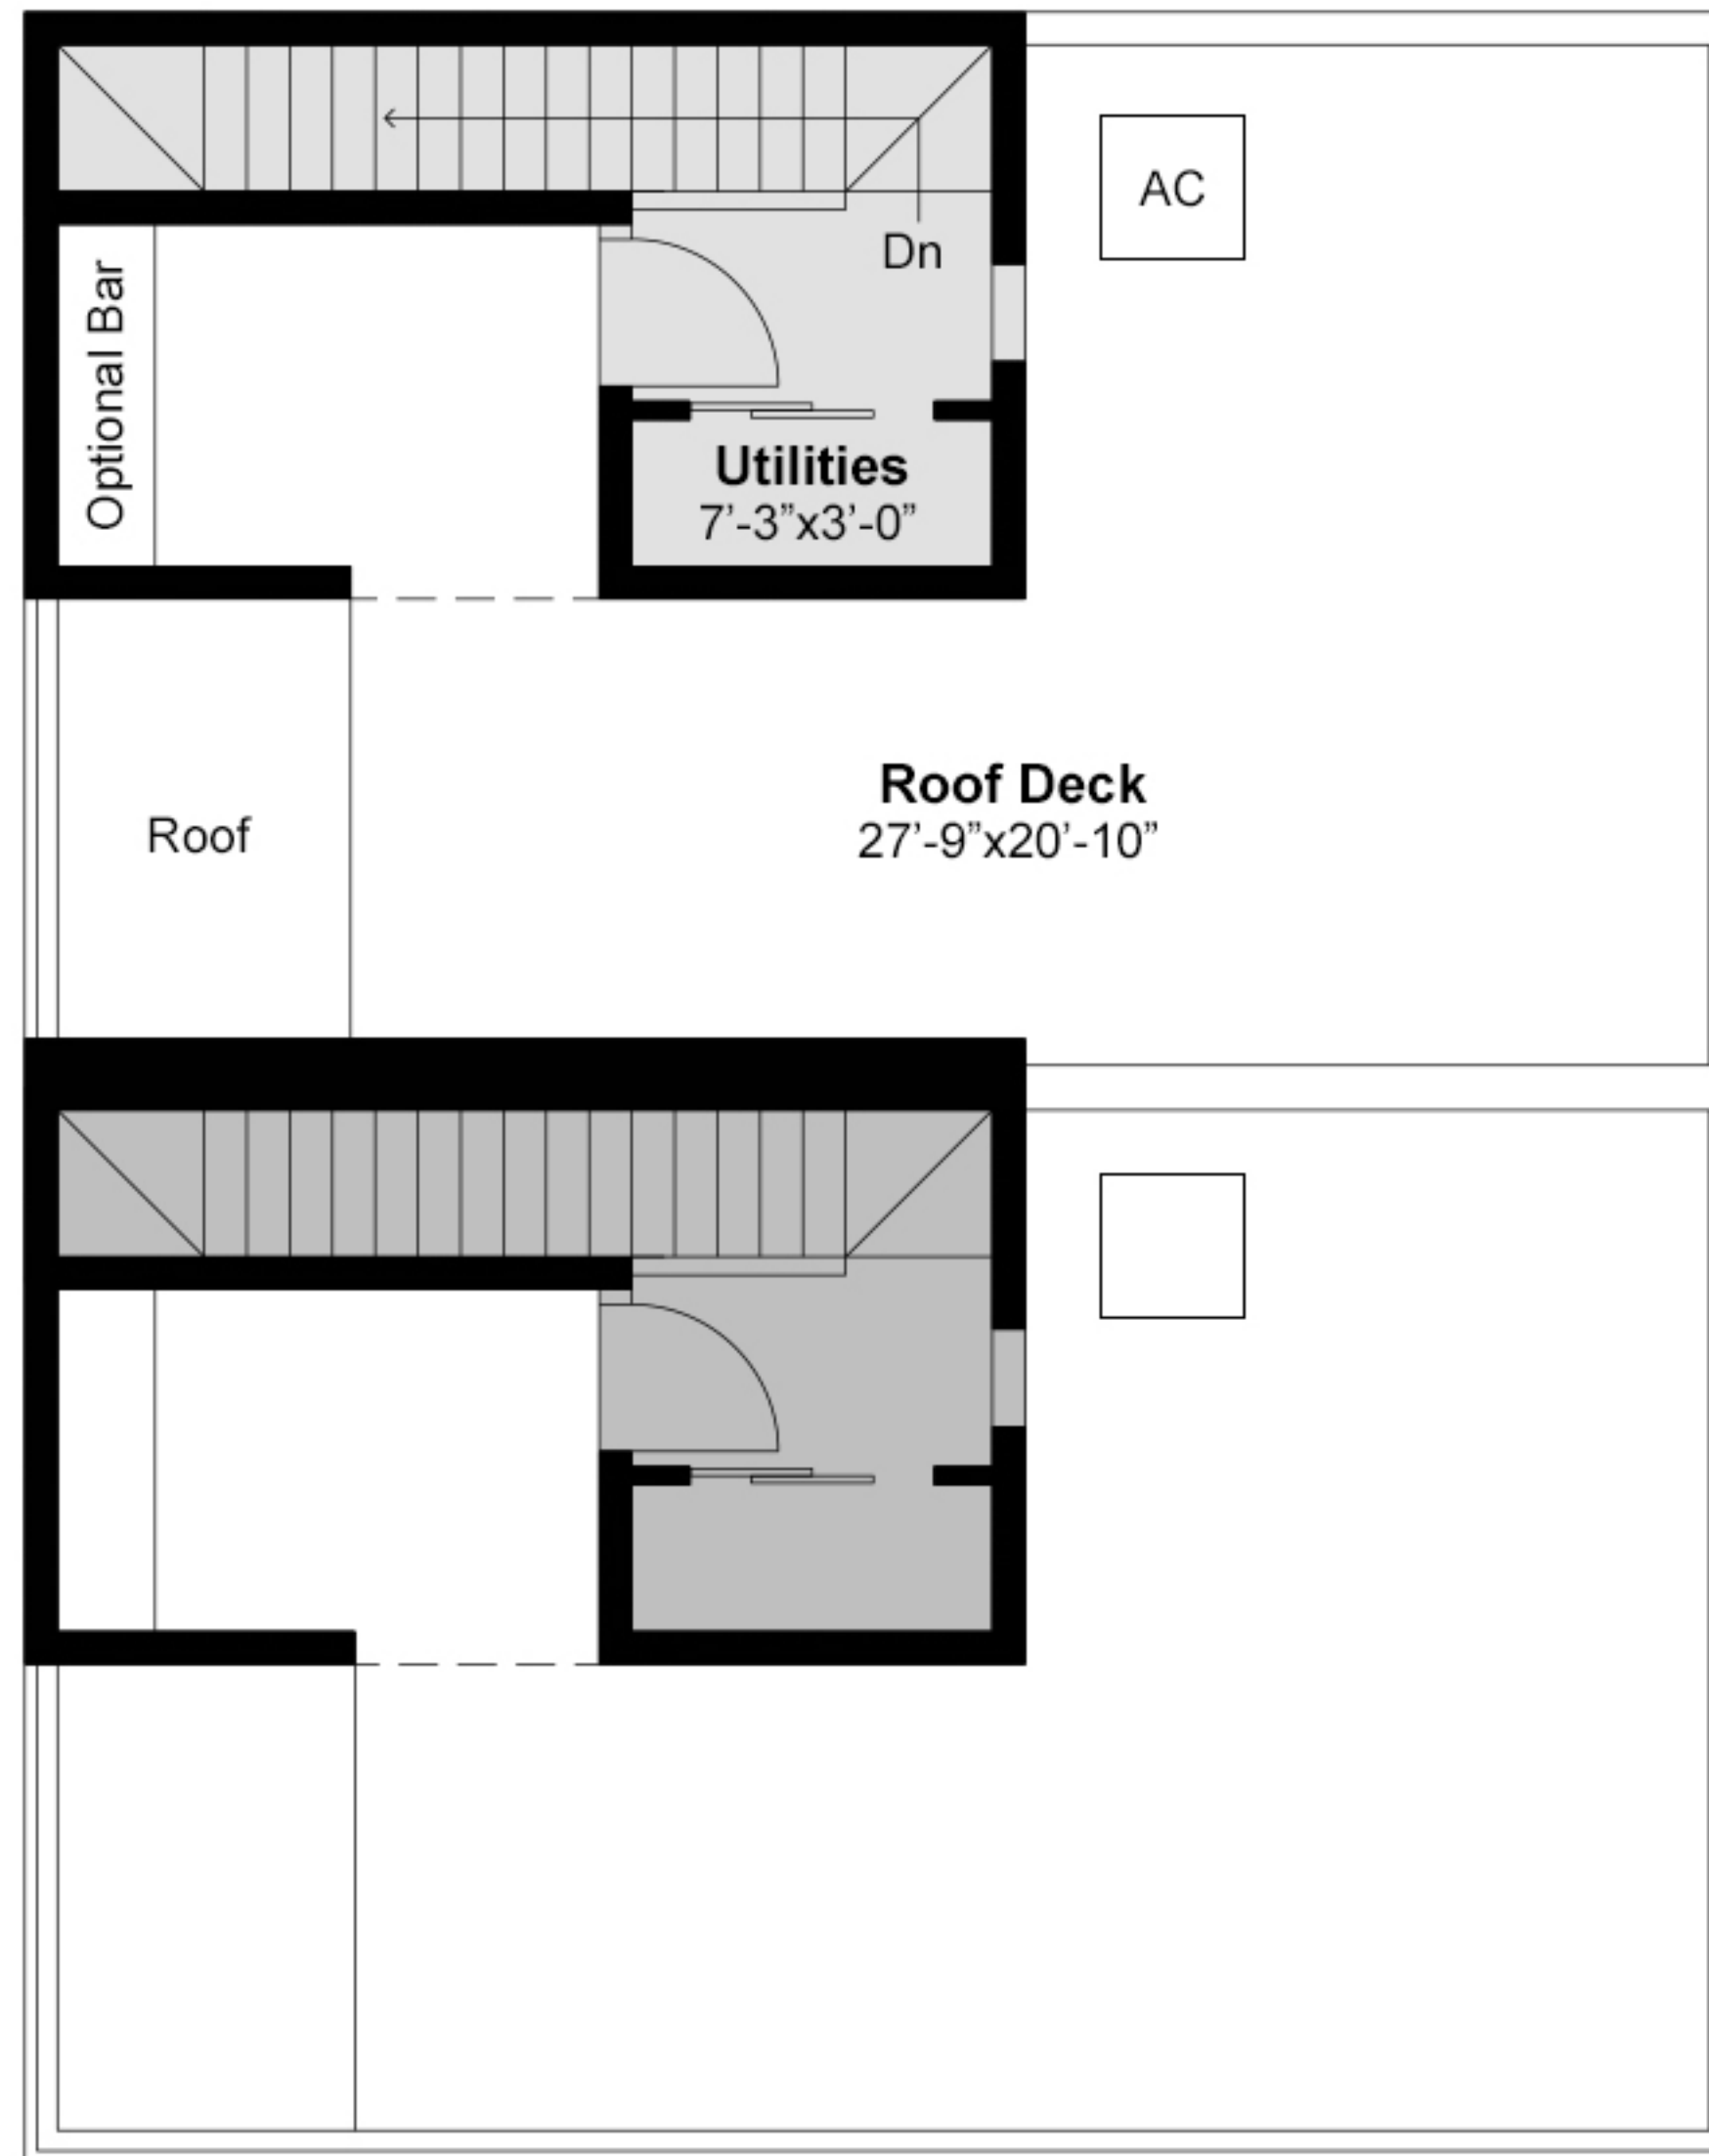 AC
Dn
Optional Bar
Utilities
7’-3”x3’-0”
Roof Deck
27’-9”x20’-10”
Roof